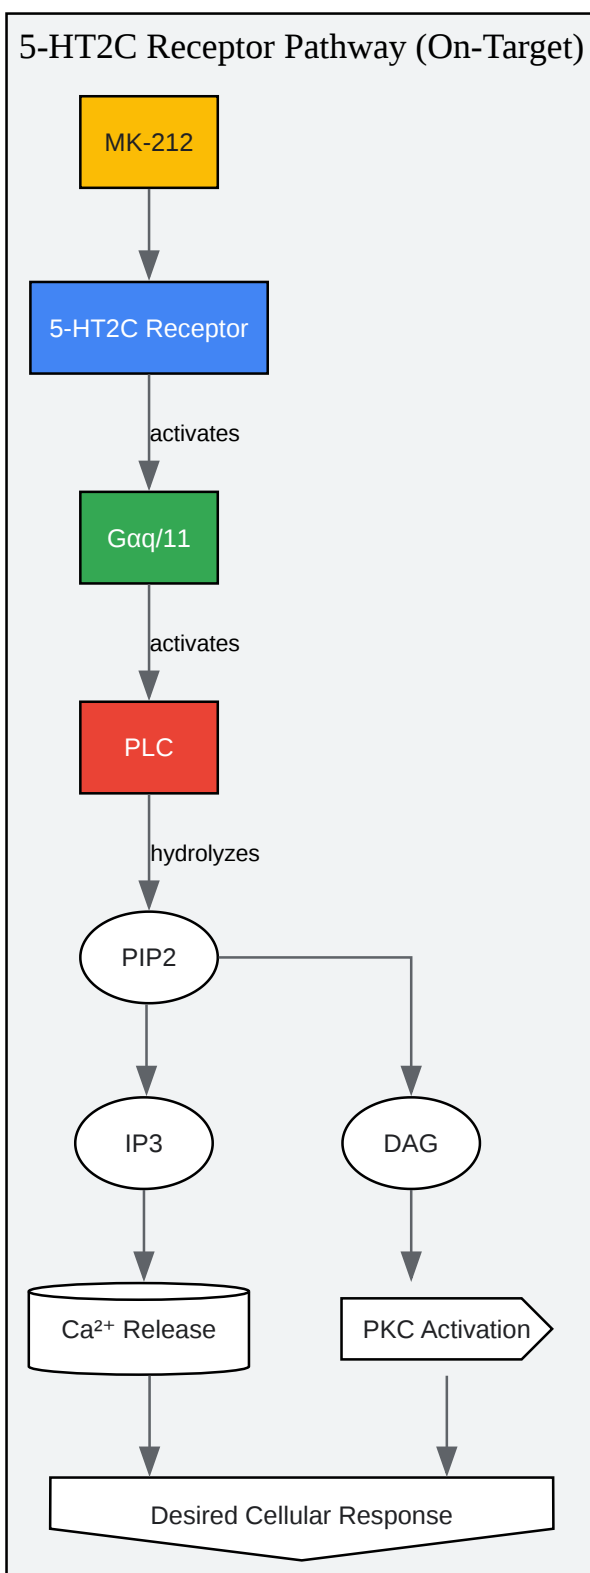 5-HT2C Receptor Pathway (On-Target)
MK-212
5-HT2C Receptor
activates
Gαq/11
activates
PLC
hydrolyzes
PIP2
IP3
DAG
Ca²⁺ Release
PKC Activation
Desired Cellular Response